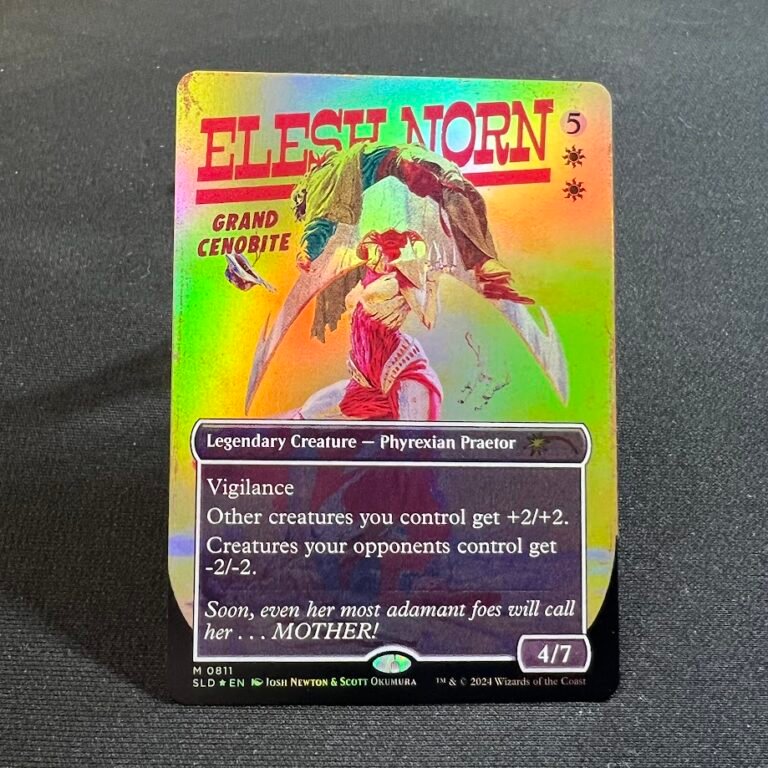 ELESH NORN 5
GRAND
CENOBITE
Legendary Creature — Phyrexian Praetor
Vigilance
Other creatures you control get +2/+2.
Creatures your opponents control get
-2/-2.
Soon, even her most adamant foes will call
her . . . MOTHER!
4/7
M 0811
SLD ★ EN Josh Newton & Scott Okumura ™ & © 2024 Wizards of the Coast